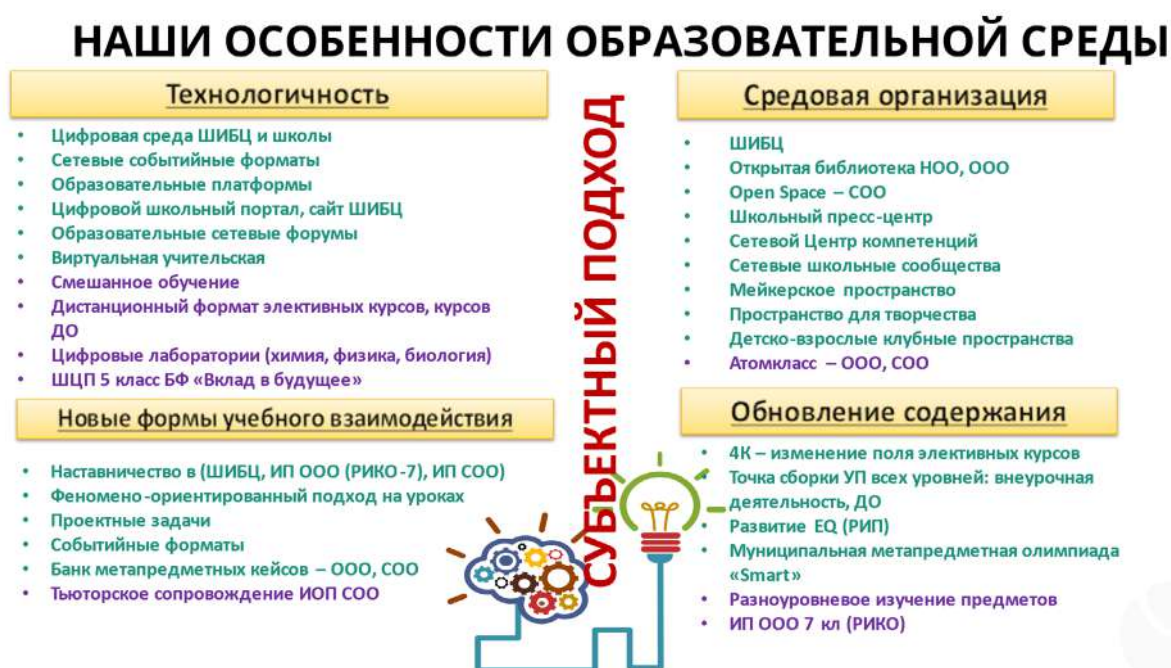 НАШИ ОСОБЕННОСТИ ОБРАЗОВАТЕЛЬНОЙ СРЕДЫ
Технологичность
• Цифровая среда ШИБЦ и школы
• Сетевые событийные форматы
• Образовательные платформы
• Цифровой школьный портал, сайт ШИБЦ
• Образовательные сетевые форумы
• Виртуальная учительская
• Смешанное обучение
• Дистанционный формат элективных курсов, курсов
ДО
• Цифровые лаборатории (химия, физика, биология)
• ШЦП 5 класс БФ «Вклад в будущее»
Новые формы учебного взаимодействия
• Наставничество в (ШИБЦ, ИП ООО (РИКО-7), ИП СОО)
• Феномено-ориентированный подход на уроках
• Проектные задачи
• Событийные форматы
• Банк метапредметных кейсов – ООО, СОО
• Тьюторское сопровождение ИОП СОО
СУБЪЕКТНЫЙ ПОДХОД
Средовая организация
• ШИБЦ
• Открытая библиотека НОО, ООО
• Open Space – СОО
• Школьный пресс-центр
• Сетевой Центр компетенций
• Сетевые школьные сообщества
• Мейкерское пространство
• Пространство для творчества
• Детско-взрослые клубные пространства
• Атомкласс – ООО, СОО
Обновление содержания
• 4К – изменение поля элективных курсов
• Точка сборки УП всех уровней: внеурочная
деятельность, ДО
• Развитие EQ (РИП)
• Муниципальная метапредметная олимпиада
«Smart»
• Разноуровневое изучение предметов
• ИП ООО 7 кл (РИКО)